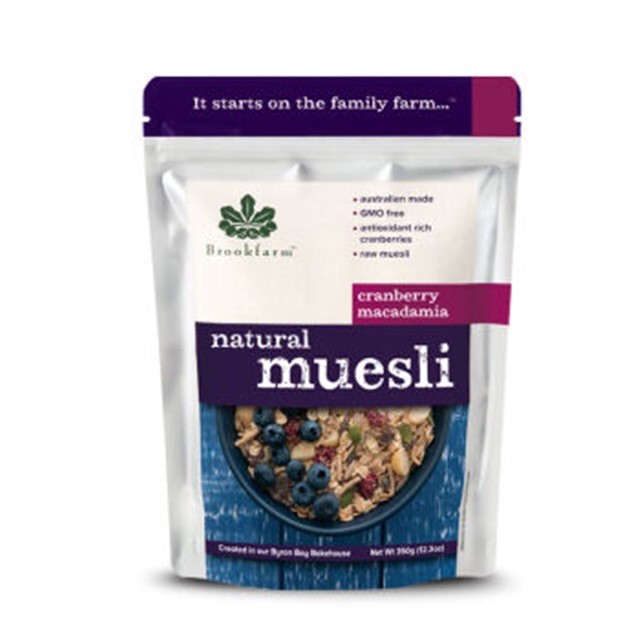 It starts on the family farm...™
Brookfarm™
• australian made
• GMO free
• antioxidant rich
cranberries
• raw muesli
cranberry
macadamia
natural
muesli
Created in our Byron Bay Bakehouse
Net Wt 350g (12.3oz)